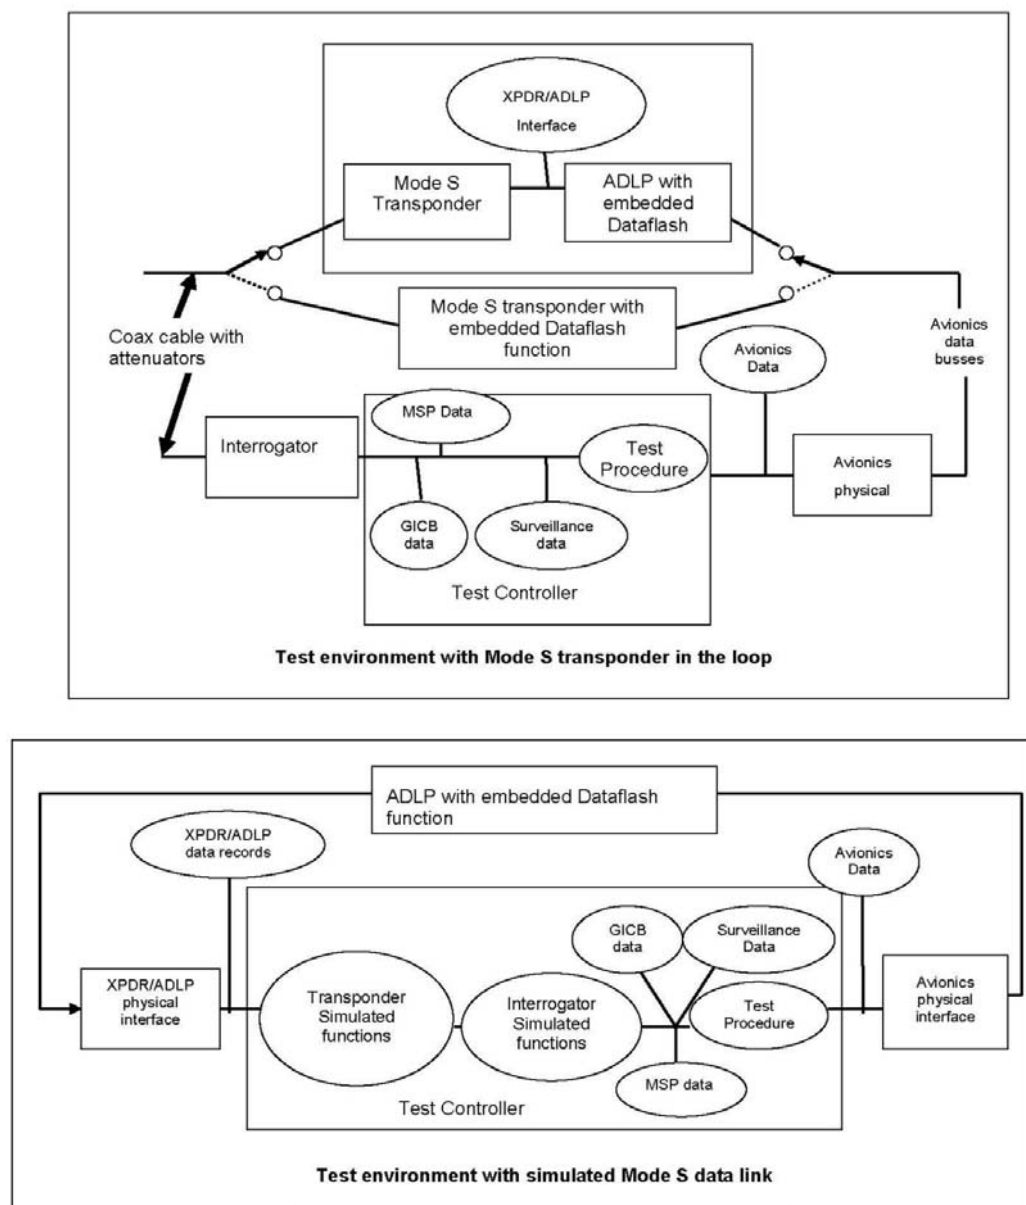 XPDR/ADLP
Interface
Mode S
Transponder
ADLP with
embedded
Dataflash
Mode S transponder with
embedded Dataflash
function
Coax cable with
attenuators
Avionics
Data
Avionics
data
busses
MSP Data
Interrogator
Test
Procedure
Avionics
physical
GICB
data
Surveillance
data
Test Controller
Test environment with Mode S transponder in the loop
ADLP with embedded Dataflash
function
XPDR/ADLP
data records
Avionics
Data
GICB
data
Surveillance
Data
XPDR/ADLP
physical
interface
Transponder
Simulated
functions
Interrogator
Simulated
functions
Test
Procedure
Avionics
physical
interface
MSP data
Test Controller
Test environment with simulated Mode S data link